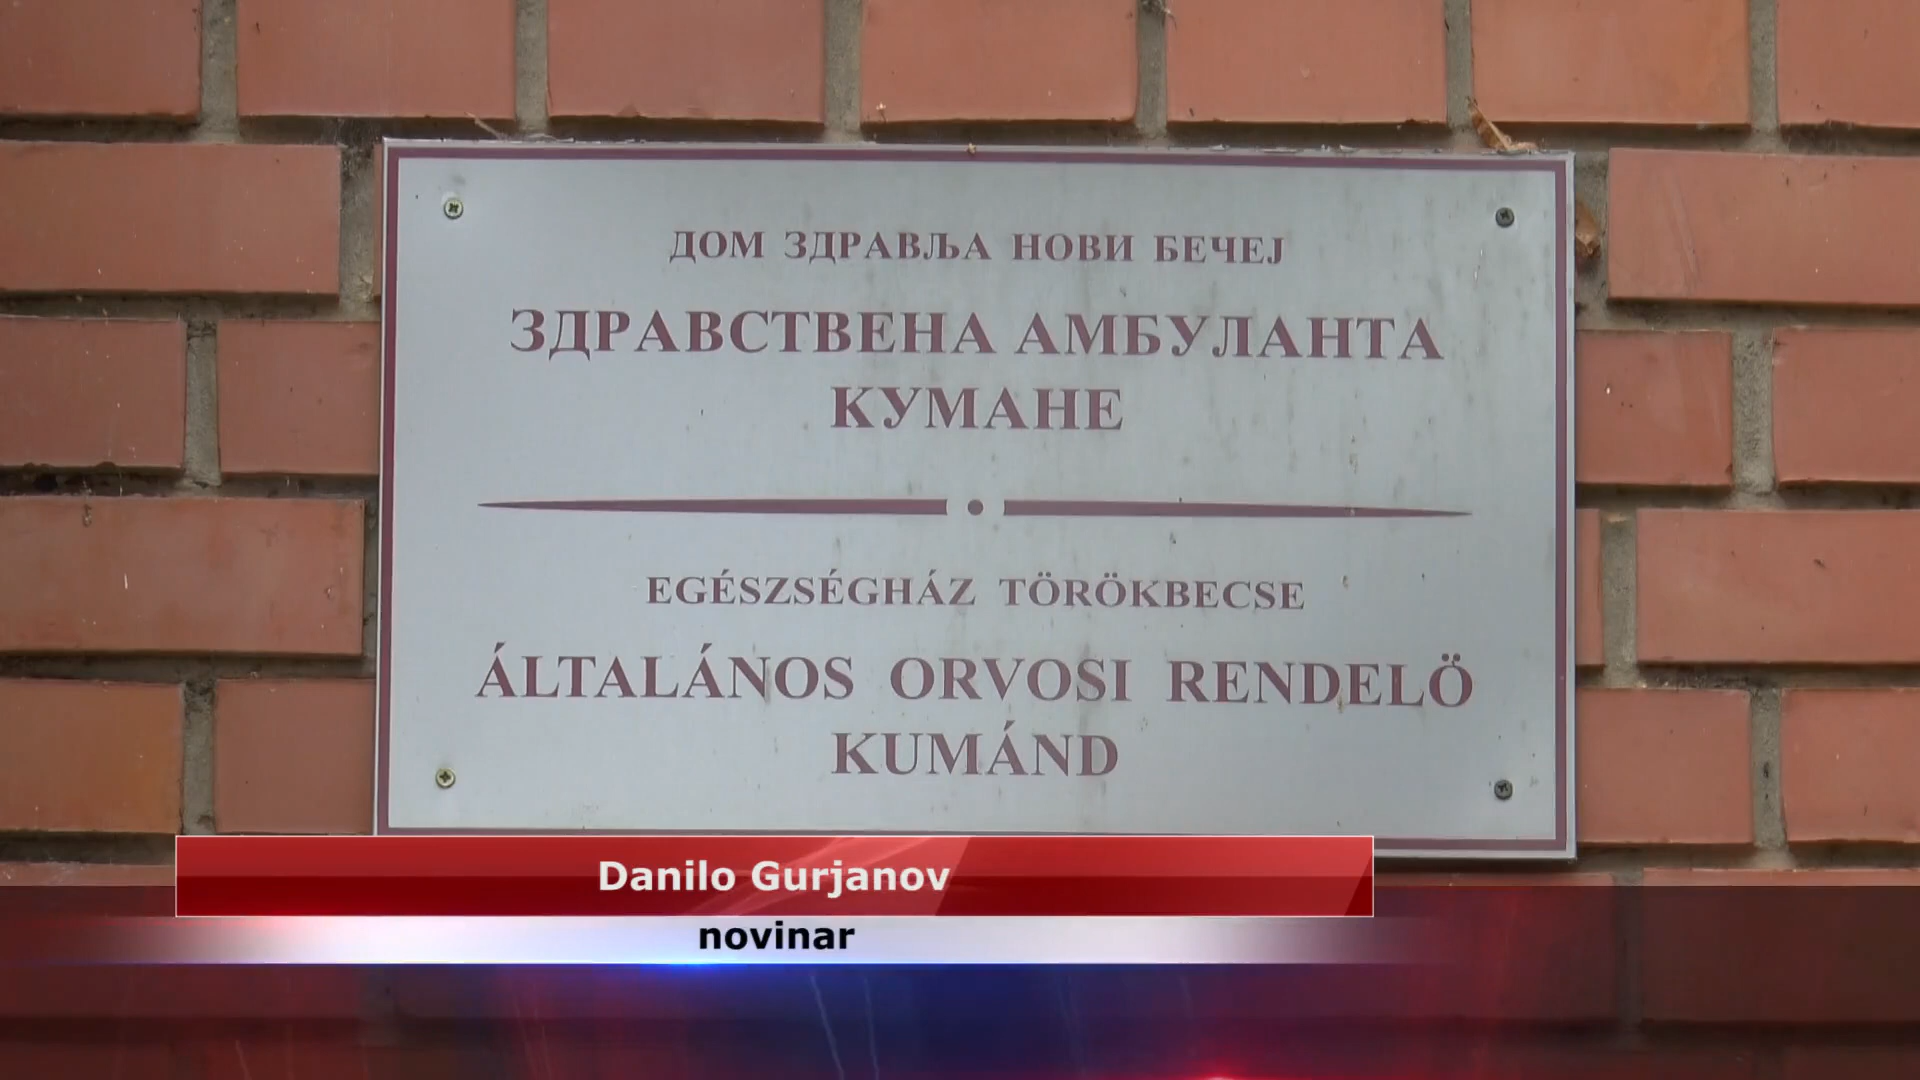 ДОМ ЗДРАВЉА НОВИ БЕЧЕЈ
ЗДРАВСТВЕНА АМБУЛАНТА
КУМАНЕ
EGÉSZSÉGHÁZ TÖRÖKBECSE
ÁLTALÁNOS ORVOSI RENDELÖ
KUMÁND
Danilo Gurjanov
novinar